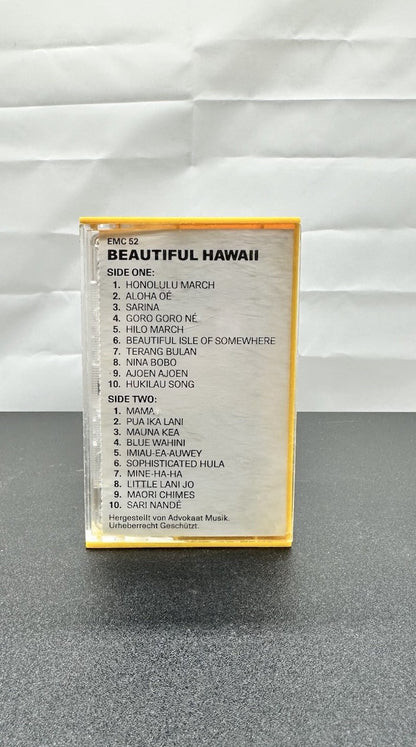 EMC 52
BEAUTIFUL HAWAII
SIDE ONE:
1. HONOLULU MARCH
2. ALOHA OÉ
3. SARINA
4. GORO GORO NÉ
5. HILO MARCH
6. BEAUTIFUL ISLE OF SOMEWHERE
7. TERANG BULAN
8. NINA BOBO
9. AJOEN AJOEN
10. HUKILAU SONG
SIDE TWO:
1. MAMA
2. PUA IKA LANI
3. MAUNA KEA
4. BLUE WAHINI
5. IMIAU-EA-AUWEY
6. SOPHISTICATED HULA
7. MINE-HA-HA
8. LITTLE LANI JO
9. MAORI CHIMES
10. SARI NANDÉ
Hergestellt von Advokaat Musik.
Urheberrecht Geschützt.